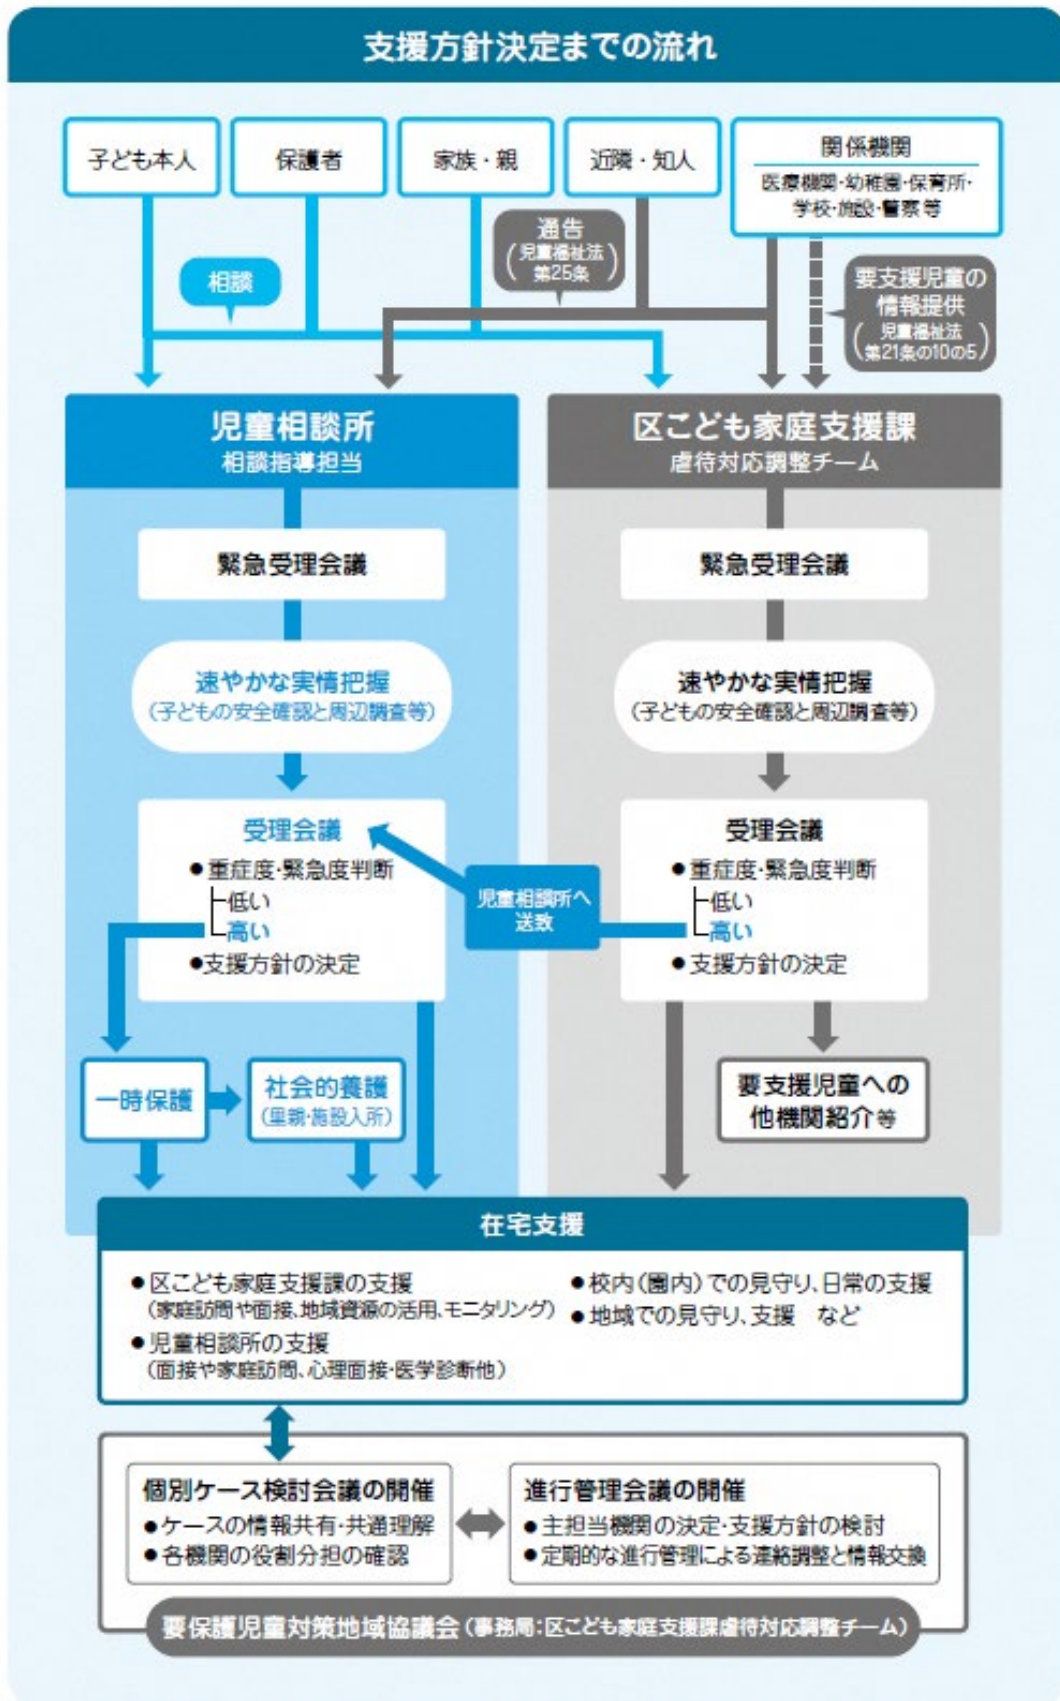 支援方針決定までの流れ
子ども本人
保護者
家族・親
近隣・知人
関係機関
医療機関・幼稚園・保育所・
学校・施設・警察等
相談
通告
(児童福祉法
第25条)
要支援児童の
情報提供
(児童福祉法
第21条の10の5)
児童相談所
相談指導担当
緊急受理会議
速やかな実情把握
(子どもの安全確認と周辺調査等)
受理会議
●重症度・緊急度判断
低い
高い
●支援方針の決定
児童相談所へ
送致
一時保護
社会的養護
(里親・施設入所)
区こども家庭支援課
虐待対応調整チーム
緊急受理会議
速やかな実情把握
(子どもの安全確認と周辺調査等)
受理会議
●重症度・緊急度判断
低い
高い
●支援方針の決定
要支援児童への
他機関紹介等
在宅支援
●区こども家庭支援課の支援
(家庭訪問や面接、地域資源の活用、モニタリング)
●児童相談所の支援
(面接や家庭訪問、心理面接・医学診断他)
●校内(園内)での見守り、日常の支援
●地域での見守り、支援 など
個別ケース検討会議の開催
●ケースの情報共有・共通理解
●各機関の役割分担の確認
進行管理会議の開催
●主担当機関の決定・支援方針の検討
●定期的な進行管理による連絡調整と情報交換
要保護児童対策地域協議会(事務局:区こども家庭支援課虐待対応調整チーム)